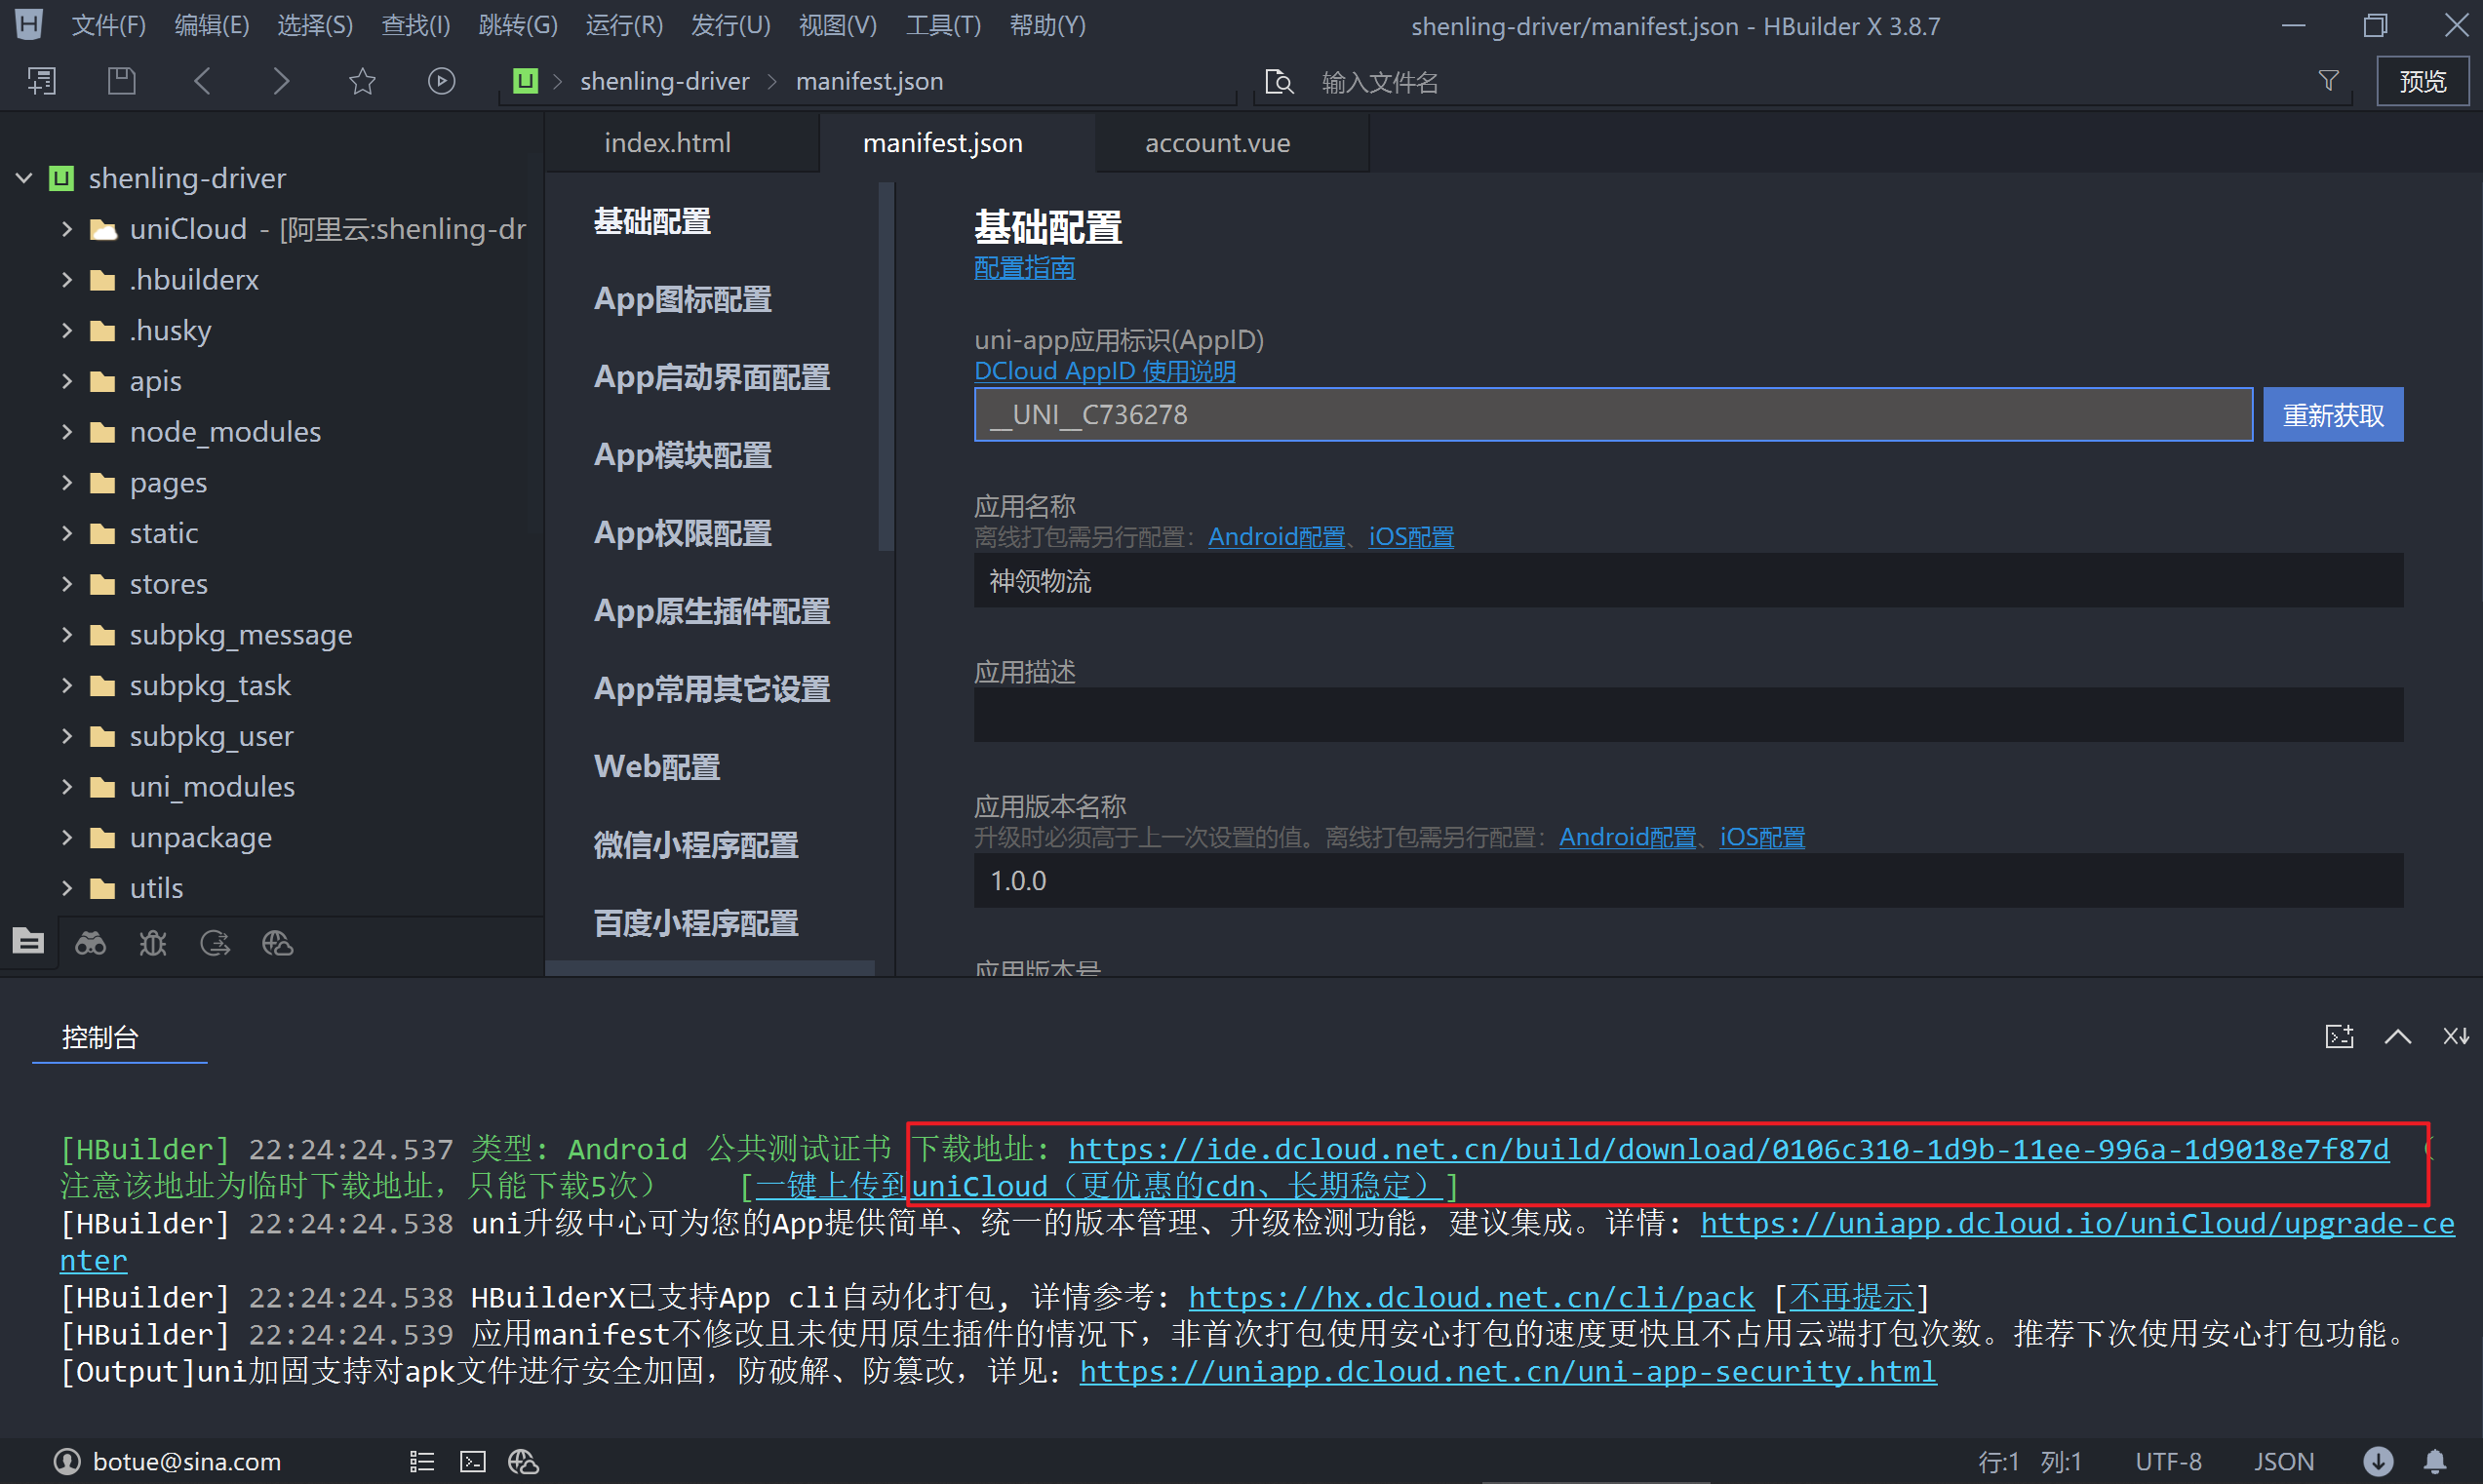 文件(F) 编辑(E) 选择(S) 查找(I) 跳转(G) 运行(R) 发行(U) 视图(V) 工具(T) 帮助(Y) shenling-driver/manifest.json - HBuilder X 3.8.7
shenling-driver manifest.json 输入文件名 预览
index.html manifest.json account.vue
shenling-driver
uniCloud - [阿里云:shenling-dr
.hbuilderx
.husky
apis
node_modules
pages
static
stores
subpkg_message
subpkg_task
subpkg_user
uni_modules
unpackage
utils
基础配置
App图标配置
App启动界面配置
App模块配置
App权限配置
App原生插件配置
App常用其它设置
Web配置
微信小程序配置
百度小程序配置
基础配置
配置指南
uni-app应用标识(AppID)
DCloud AppID 使用说明
__UNI__C736278 重新获取
应用名称
离线打包需另行配置：Android配置、iOS配置
神领物流
应用描述
应用版本名称
升级时必须高于上一次设置的值。离线打包需另行配置：Android配置、iOS配置
1.0.0
应用版本号
控制台
[HBuilder] 22:24:24.537 类型: Android 公共测试证书 下载地址: https://ide.dcloud.net.cn/build/download/0106c310-1d9b-11ee-996a-1d9018e7f87d （
注意该地址为临时下载地址，只能下载5次） [一键上传到uniCloud（更优惠的cdn、长期稳定）]
[HBuilder] 22:24:24.538 uni升级中心可为您的App提供简单、统一的版本管理、升级检测功能，建议集成。详情: https://uniapp.dcloud.io/uniCloud/upgrade-ce
nter
[HBuilder] 22:24:24.538 HBuilderX已支持App cli自动化打包, 详情参考: https://hx.dcloud.net.cn/cli/pack [不再提示]
[HBuilder] 22:24:24.539 应用manifest不修改且未使用原生插件的情况下，非首次打包使用安心打包的速度更快且不占用云端打包次数。推荐下次使用安心打包功能。
[Output]uni加固支持对apk文件进行安全加固，防破解、防篡改，详见：https://uniapp.dcloud.net.cn/uni-app-security.html
botue@sina.com 行:1 列:1 UTF-8 JSON